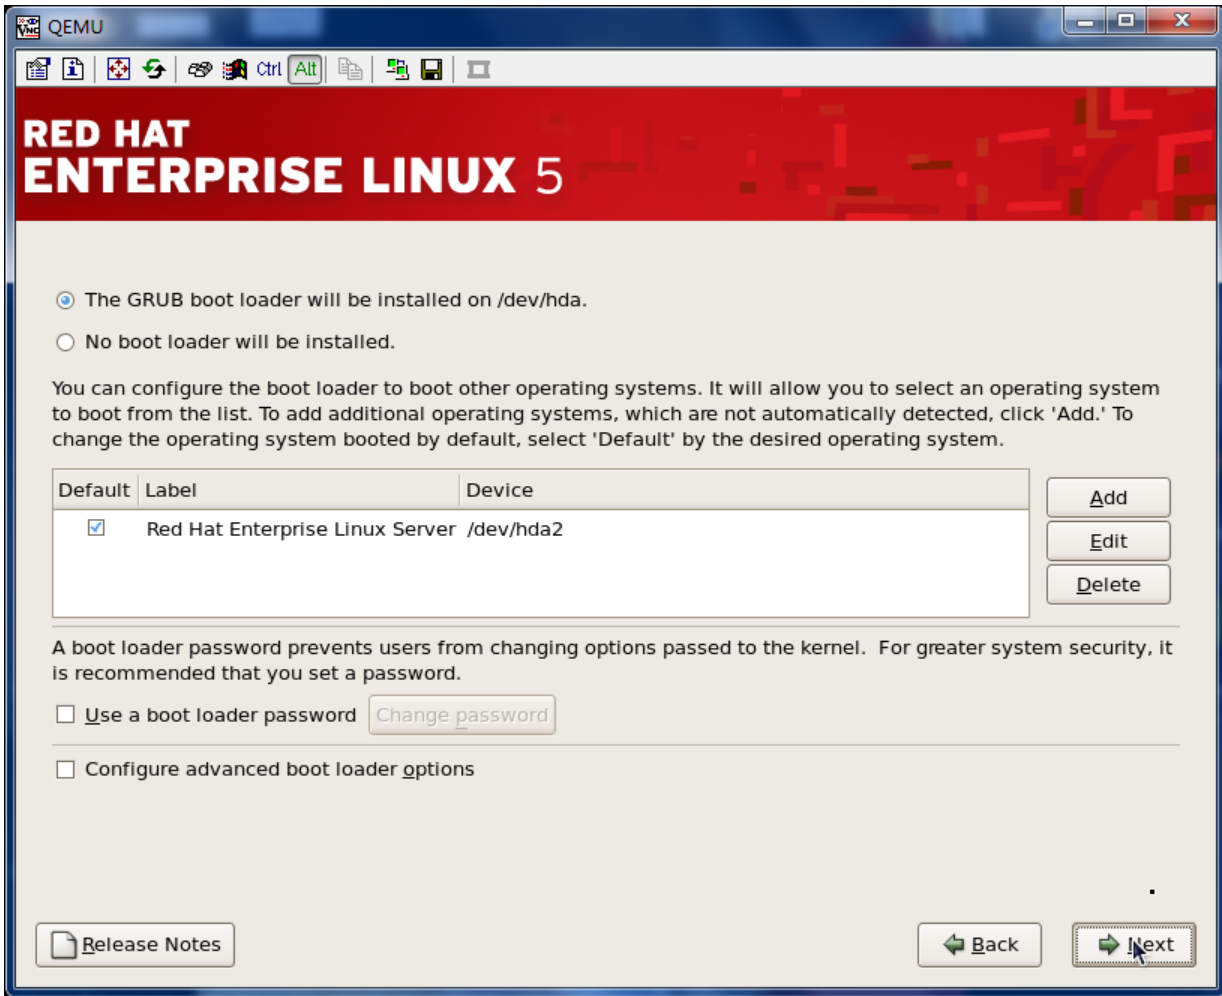 QEMU
Ctrl Alt
RED HAT
ENTERPRISE LINUX 5
The GRUB boot loader will be installed on /dev/hda.
No boot loader will be installed.
You can configure the boot loader to boot other operating systems. It will allow you to select an operating system
to boot from the list. To add additional operating systems, which are not automatically detected, click 'Add.' To
change the operating system booted by default, select 'Default' by the desired operating system.
Default Label Device
Red Hat Enterprise Linux Server /dev/hda2
Add
Edit
Delete
A boot loader password prevents users from changing options passed to the kernel.  For greater system security, it
is recommended that you set a password.
Use a boot loader password Change password
Configure advanced boot loader options
Release Notes Back Next